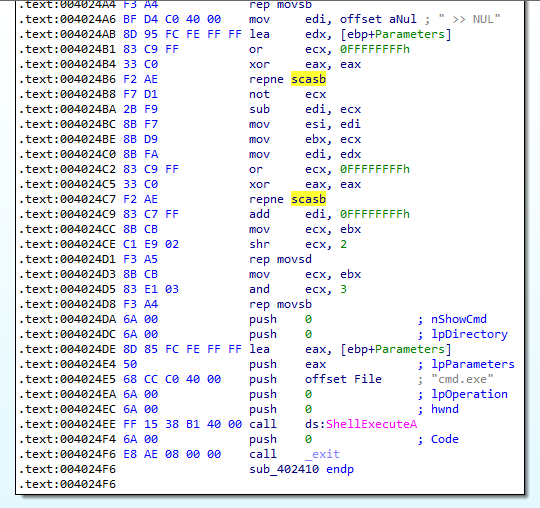 .text:004024A4 F3 A4 rep movsb
.text:004024A6 BF D4 C0 40 00 mov edi, offset aNul ; " >> NUL"
.text:004024AB 8D 95 FC FE FF FF lea edx, [ebp+Parameters]
.text:004024B1 83 C9 FF or ecx, 0FFFFFFFFh
.text:004024B4 33 C0 xor eax, eax
.text:004024B6 F2 AE repne scasb
.text:004024B8 F7 D1 not ecx
.text:004024BA 2B F9 sub edi, ecx
.text:004024BC 8B F7 mov esi, edi
.text:004024BE 8B D9 mov ebx, ecx
.text:004024C0 8B FA mov edi, edx
.text:004024C2 83 C9 FF or ecx, 0FFFFFFFFh
.text:004024C5 33 C0 xor eax, eax
.text:004024C7 F2 AE repne scasb
.text:004024C9 83 C7 FF add edi, 0FFFFFFFFh
.text:004024CC 8B CB mov ecx, ebx
.text:004024CE C1 E9 02 shr ecx, 2
.text:004024D1 F3 A5 rep movsd
.text:004024D3 8B CB mov ecx, ebx
.text:004024D5 83 E1 03 and ecx, 3
.text:004024D8 F3 A4 rep movsb
.text:004024DA 6A 00 push 0 ; nShowCmd
.text:004024DC 6A 00 push 0 ; lpDirectory
.text:004024DE 8D 85 FC FE FF FF lea eax, [ebp+Parameters]
.text:004024E4 50 push eax ; lpParameters
.text:004024E5 68 CC C0 40 00 push offset File ; "cmd.exe"
.text:004024EA 6A 00 push 0 ; lpOperation
.text:004024EC 6A 00 push 0 ; hwnd
.text:004024EE FF 15 38 B1 40 00 call ds:ShellExecuteA
.text:004024F4 6A 00 push 0 ; Code
.text:004024F6 E8 AE 08 00 00 call _exit
.text:004024F6 sub_402410 endp
.text:004024F6